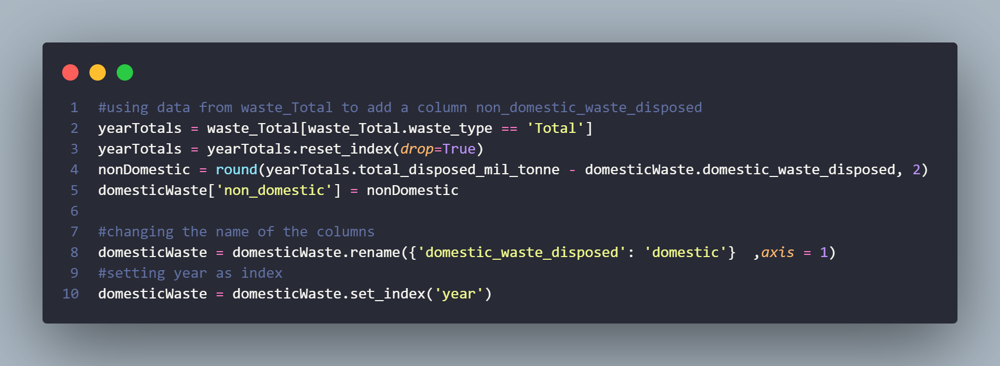 1 #using data from waste_Total to add a column non_domestic_waste_disposed
2 yearTotals = waste_Total[waste_Total.waste_type == 'Total']
3 yearTotals = yearTotals.reset_index(drop=True)
4 nonDomestic = round(yearTotals.total_disposed_mil_tonne - domesticWaste.domestic_waste_disposed, 2)
5 domesticWaste['non_domestic'] = nonDomestic
6
7 #changing the name of the columns
8 domesticWaste = domesticWaste.rename({'domestic_waste_disposed': 'domestic'}  ,axis = 1)
9 #setting year as index
10 domesticWaste = domesticWaste.set_index('year')